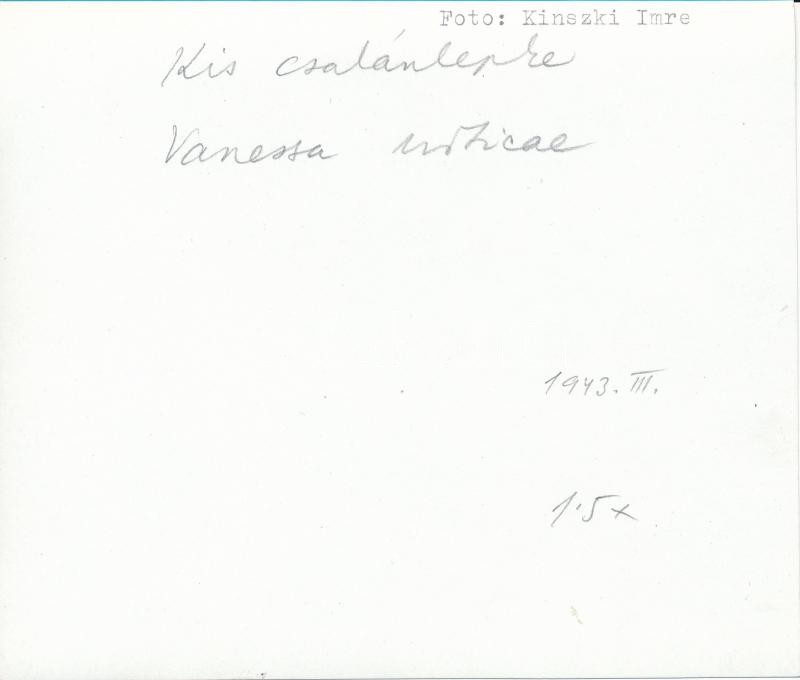 Foto: Kinszki Imre
Kis csalánlepke
Vanessa urticae
1943. III.
1.5x